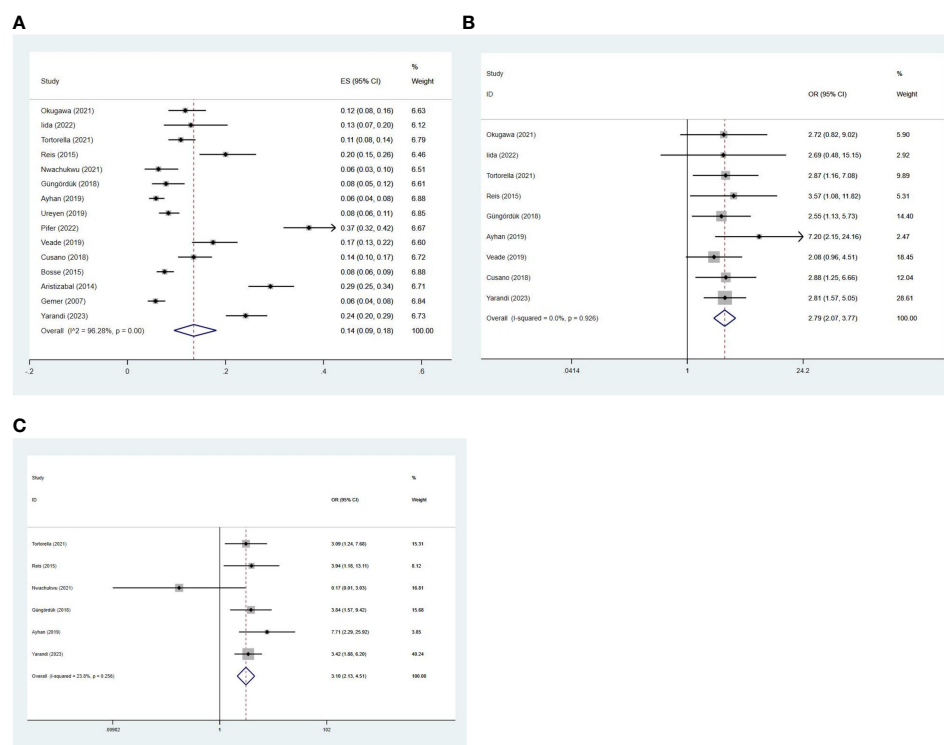 A
%
Study ES (95% CI) Weight
Okugawa (2021) 0.12 (0.08, 0.16) 6.63
Iida (2022) 0.13 (0.07, 0.20) 6.12
Tortorella (2021) 0.11 (0.08, 0.14) 6.79
Reis (2015) 0.20 (0.15, 0.26) 6.46
Nwachukwu (2021) 0.06 (0.03, 0.10) 6.51
Güngördük (2018) 0.08 (0.05, 0.12) 6.61
Ayhan (2019) 0.06 (0.04, 0.08) 6.88
Ureyen (2019) 0.08 (0.06, 0.11) 6.85
Pifer (2022) 0.37 (0.32, 0.42) 6.67
Veade (2019) 0.17 (0.13, 0.22) 6.60
Cusano (2018) 0.14 (0.10, 0.17) 6.72
Bosse (2015) 0.08 (0.06, 0.09) 6.88
Aristizabal (2014) 0.29 (0.25, 0.34) 6.71
Gemer (2007) 0.06 (0.04, 0.08) 6.84
Yarandi (2023) 0.24 (0.20, 0.29) 6.73
Overall (I^2 = 96.28%, p = 0.00) 0.14 (0.09, 0.18) 100.00
-.2 0 .2 .4 .6
B
Study %
ID OR (95% CI) Weight
Okugawa (2021) 2.72 (0.82, 9.02) 5.90
Iida (2022) 2.69 (0.48, 15.15) 2.92
Tortorella (2021) 2.87 (1.16, 7.08) 9.89
Reis (2015) 3.57 (1.08, 11.82) 5.31
Güngördük (2018) 2.55 (1.13, 5.73) 14.40
Ayhan (2019) 7.20 (2.15, 24.16) 2.47
Veade (2019) 2.08 (0.96, 4.51) 18.45
Cusano (2018) 2.88 (1.25, 6.66) 12.04
Yarandi (2023) 2.81 (1.57, 5.05) 28.61
Overall (I-squared = 0.0%, p = 0.926) 2.79 (2.07, 3.77) 100.00
.0414 1 24.2
C
Study %
ID OR (95% CI) Weight
Tortorella (2021) 3.09 (1.24, 7.68) 15.31
Reis (2015) 3.94 (1.18, 13.11) 8.12
Nwachukwu (2021) 0.17 (0.01, 3.03) 16.81
Güngördük (2018) 3.84 (1.57, 9.42) 15.68
Ayhan (2019) 7.71 (2.29, 25.92) 3.85
Yarandi (2023) 3.42 (1.88, 6.20) 40.24
Overall (I-squared = 23.8%, p = 0.256) 3.10 (2.13, 4.51) 100.00
.00982 1 102